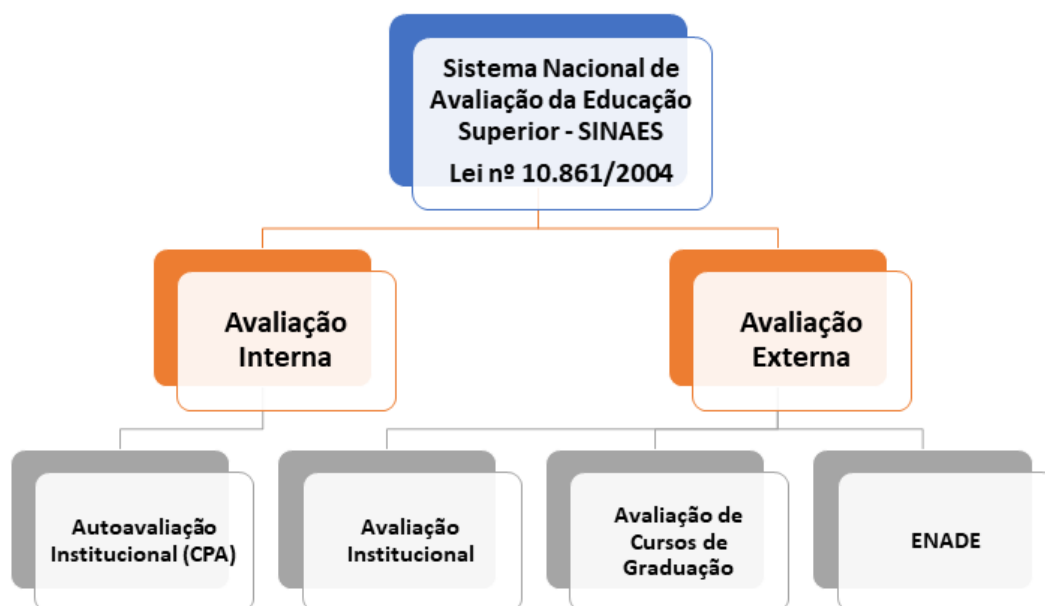 Sistema Nacional de
Avaliação da Educação
Superior - SINAES
Lei nº 10.861/2004
Avaliação
Interna
Avaliação
Externa
Autoavaliação
Institucional (CPA)
Avaliação
Institucional
Avaliação de
Cursos de
Graduação
ENADE